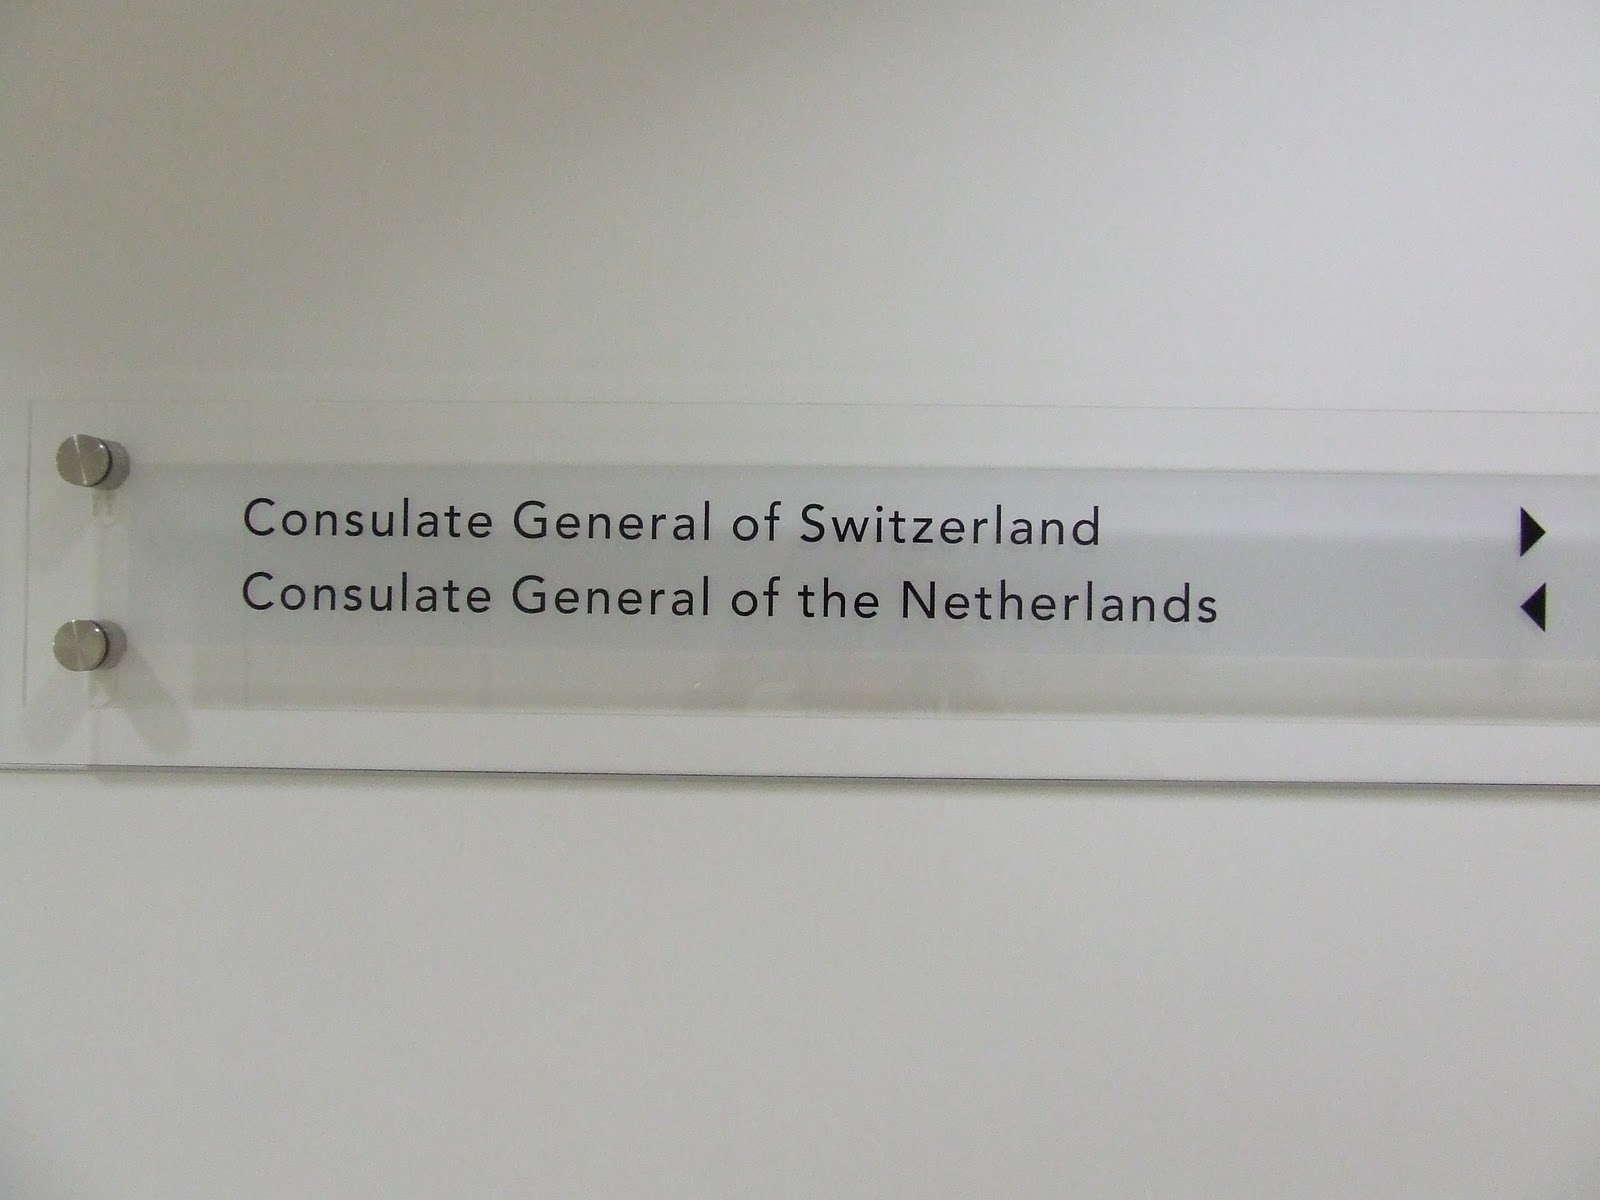 Consulate General of Switzerland ▶
Consulate General of the Netherlands ◀